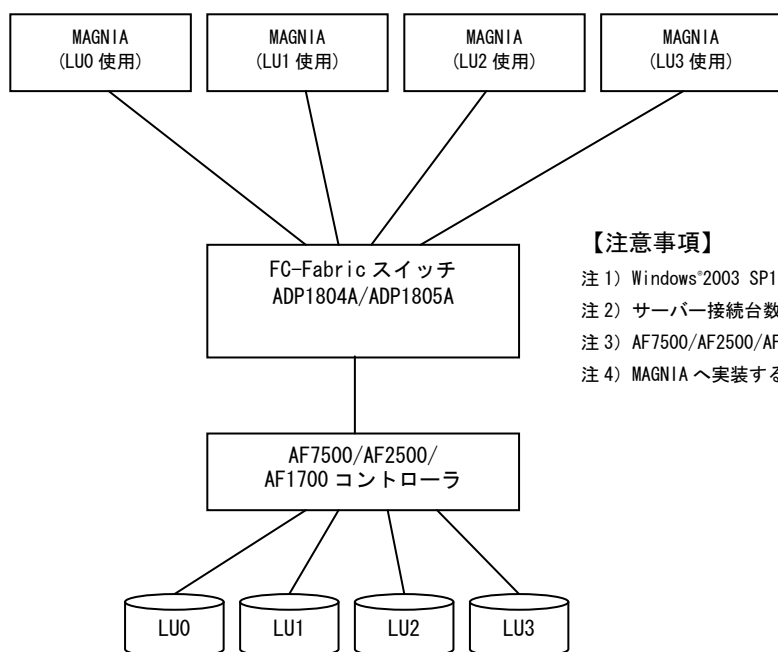 MAGNIA
(LU0 使用)
MAGNIA
(LU1 使用)
MAGNIA
(LU2 使用)
MAGNIA
(LU3 使用)
FC-Fabric スイッチ
ADP1804A/ADP1805A
【注意事項】
注 1) Windows®2003 SP1
注 2) サーバー接続台数
注 3) AF7500/AF2500/AF
注 4) MAGNIA へ実装する
AF7500/AF2500/
AF1700 コントローラ
LU0
LU1
LU2
LU3